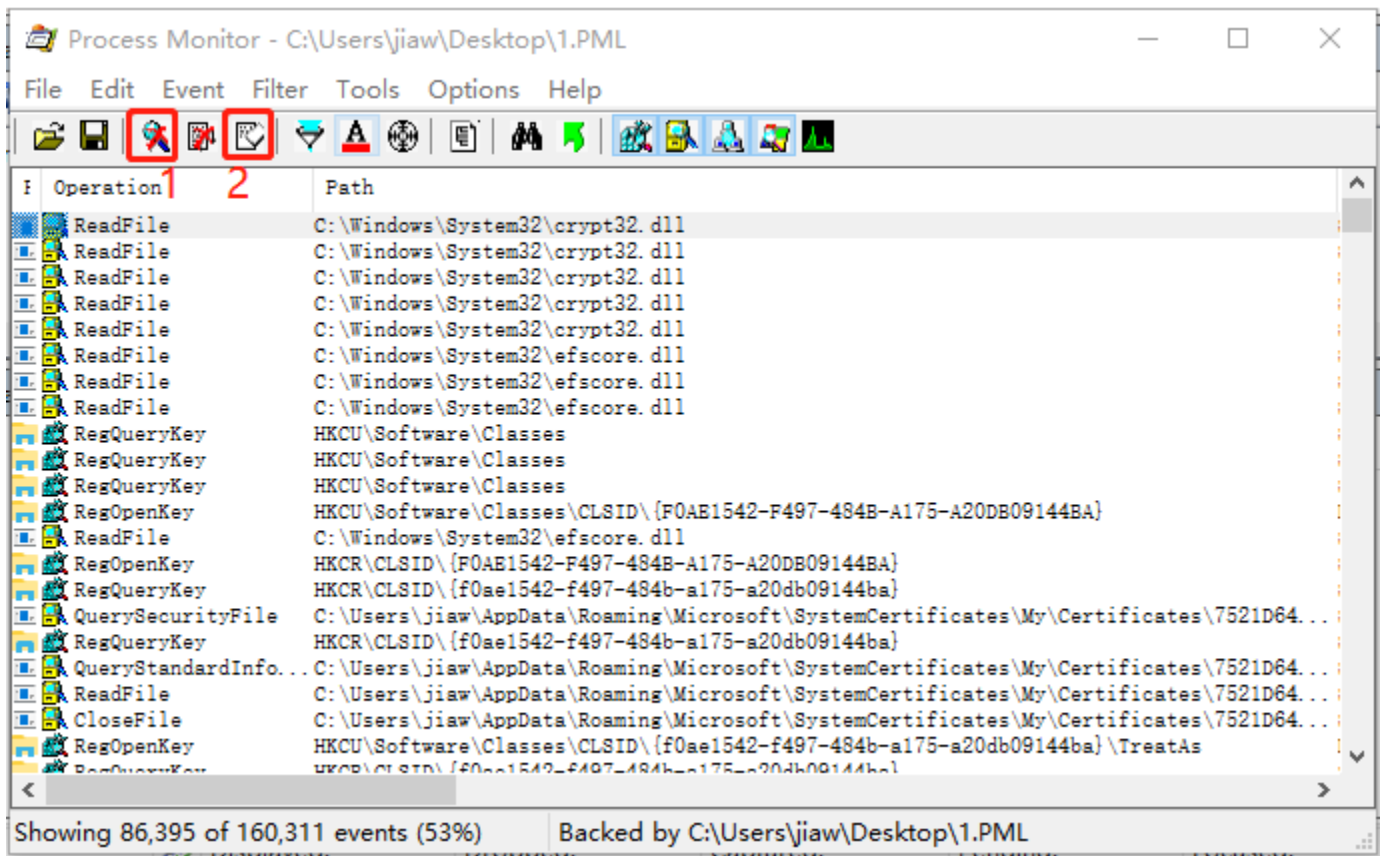 Process Monitor - C:\Users\jiaw\Desktop\1.PML
File Edit Event Filter Tools Options Help
1 2
Operation Path
ReadFile C:\Windows\System32\crypt32.dll
ReadFile C:\Windows\System32\crypt32.dll
ReadFile C:\Windows\System32\crypt32.dll
ReadFile C:\Windows\System32\crypt32.dll
ReadFile C:\Windows\System32\crypt32.dll
ReadFile C:\Windows\System32\efscore.dll
ReadFile C:\Windows\System32\efscore.dll
ReadFile C:\Windows\System32\efscore.dll
RegQueryKey HKCU\Software\Classes
RegQueryKey HKCU\Software\Classes
RegQueryKey HKCU\Software\Classes
RegOpenKey HKCU\Software\Classes\CLSID\{F0AE1542-F497-484B-A175-A20DB09144BA}
ReadFile C:\Windows\System32\efscore.dll
RegOpenKey HKCR\CLSID\{F0AE1542-F497-484B-A175-A20DB09144BA}
RegQueryKey HKCR\CLSID\{f0ae1542-f497-484b-a175-a20db09144ba}
QuerySecurityFile C:\Users\jiaw\AppData\Roaming\Microsoft\SystemCertificates\My\Certificates\7521D64...
RegQueryKey HKCR\CLSID\{f0ae1542-f497-484b-a175-a20db09144ba}
QueryStandardInfo... C:\Users\jiaw\AppData\Roaming\Microsoft\SystemCertificates\My\Certificates\7521D64...
ReadFile C:\Users\jiaw\AppData\Roaming\Microsoft\SystemCertificates\My\Certificates\7521D64...
CloseFile C:\Users\jiaw\AppData\Roaming\Microsoft\SystemCertificates\My\Certificates\7521D64...
RegOpenKey HKCU\Software\Classes\CLSID\{f0ae1542-f497-484b-a175-a20db09144ba}\TreatAs
RegQueryKey HKCR\CLSID\{f0ae1542-f497-484b-a175-a20db09144ba}
Showing 86,395 of 160,311 events (53%) Backed by C:\Users\jiaw\Desktop\1.PML